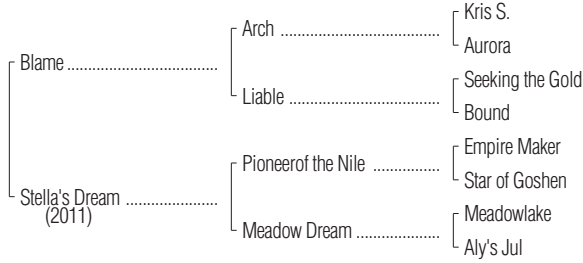 Kris S.
Arch ................................
Aurora
Blame ..............................
Seeking the Gold
Liable ..............................
Bound
Empire Maker
Pioneerof the Nile .............
Star of Goshen
Stella's Dream ..................
(2011)
Meadowlake
Meadow Dream ................
Aly's Jul